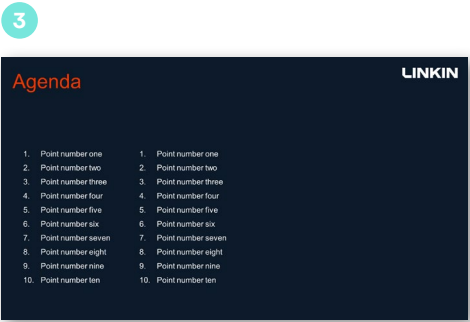 3
Agenda
LINKIN
1. Point number one
2. Point number two
3. Point number three
4. Point number four
5. Point number five
6. Point number six
7. Point number seven
8. Point number eight
9. Point number nine
10. Point number ten
1. Point number one
2. Point number two
3. Point number three
4. Point number four
5. Point number five
6. Point number six
7. Point number seven
8. Point number eight
9. Point number nine
10. Point number ten